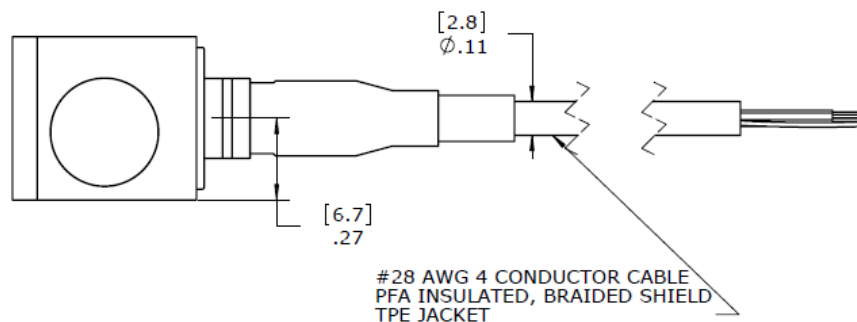 [2.8]
Ø.11
[6.7]
.27
#28 AWG 4 CONDUCTOR CABLE
PFA INSULATED, BRAIDED SHIELD
TPE JACKET